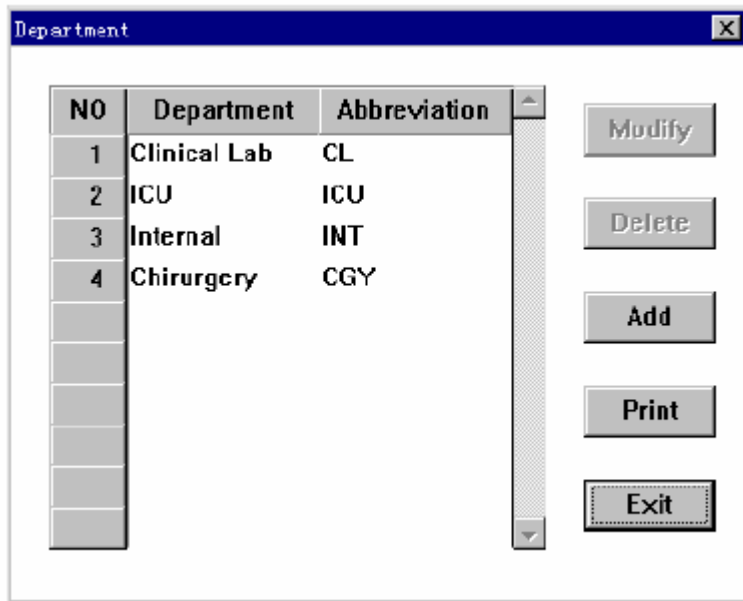 Department
NO Department Abbreviation
1 Clinical Lab CL
2 ICU ICU
3 Internal INT
4 Chirurgery CGY
Modify
Delete
Add
Print
Exit